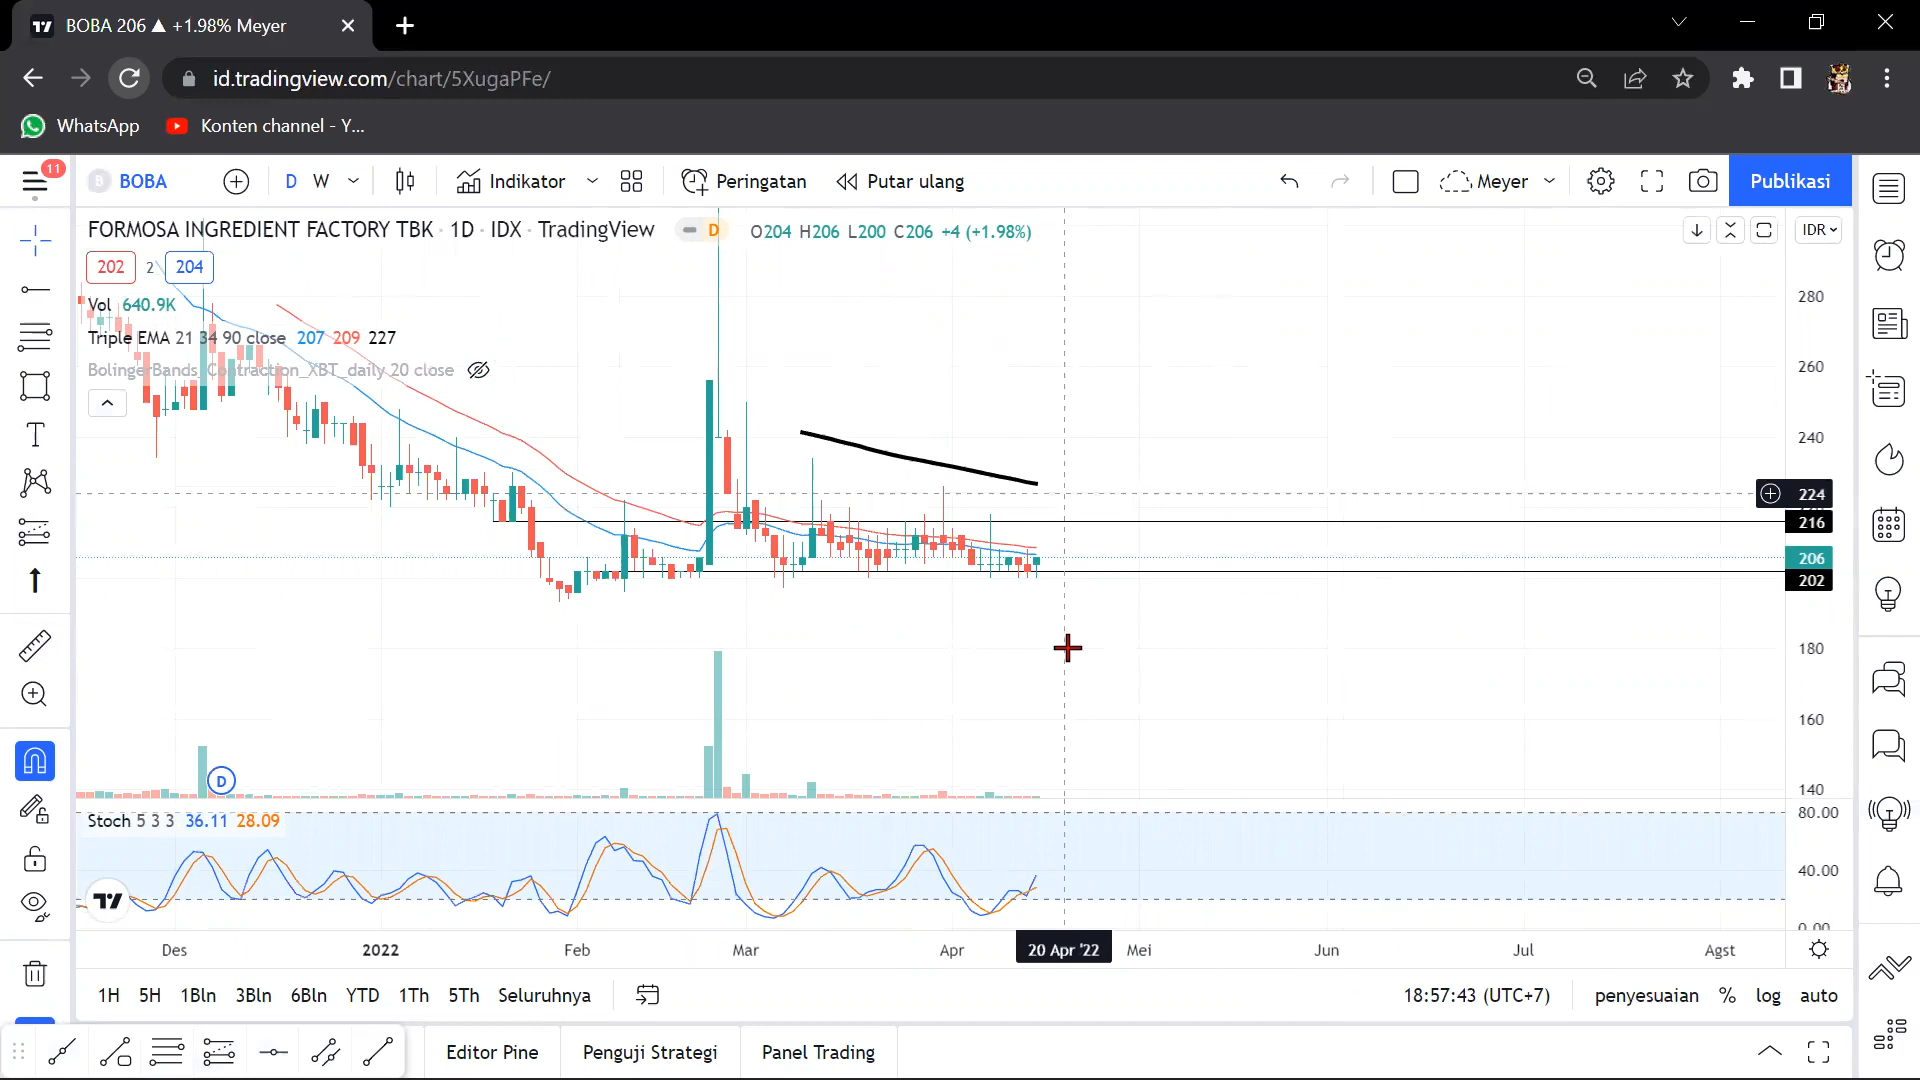 BOBA 206 ▲ +1.98% Meyer
id.tradingview.com/chart/5XugaPFe/
WhatsApp
Konten channel - Y...
11
BOBA
D W
Indikator
Peringatan
Putar ulang
Meyer
Publikasi
FORMOSA INGREDIENT FACTORY TBK · 1D · IDX · TradingView
D
O204 H206 L200 C206 +4 (+1.98%)
IDR
202 2 204
Vol 640.9K
Triple EMA 21 34 90 close 207 209 227
BolingerBands_Contraction_XBT_daily 20 close
280
260
240
224
216
206
202
180
160
140
D
Stoch 5 3 3 36.11 28.09
80.00
40.00
0.00
Des 2022 Feb Mar Apr 20 Apr '22 Mei Jun Jul Agst
1H 5H 1Bln 3Bln 6Bln YTD 1Th 5Th Seluruhnya
18:57:43 (UTC+7) penyesuaian % log auto
Editor Pine Penguji Strategi Panel Trading